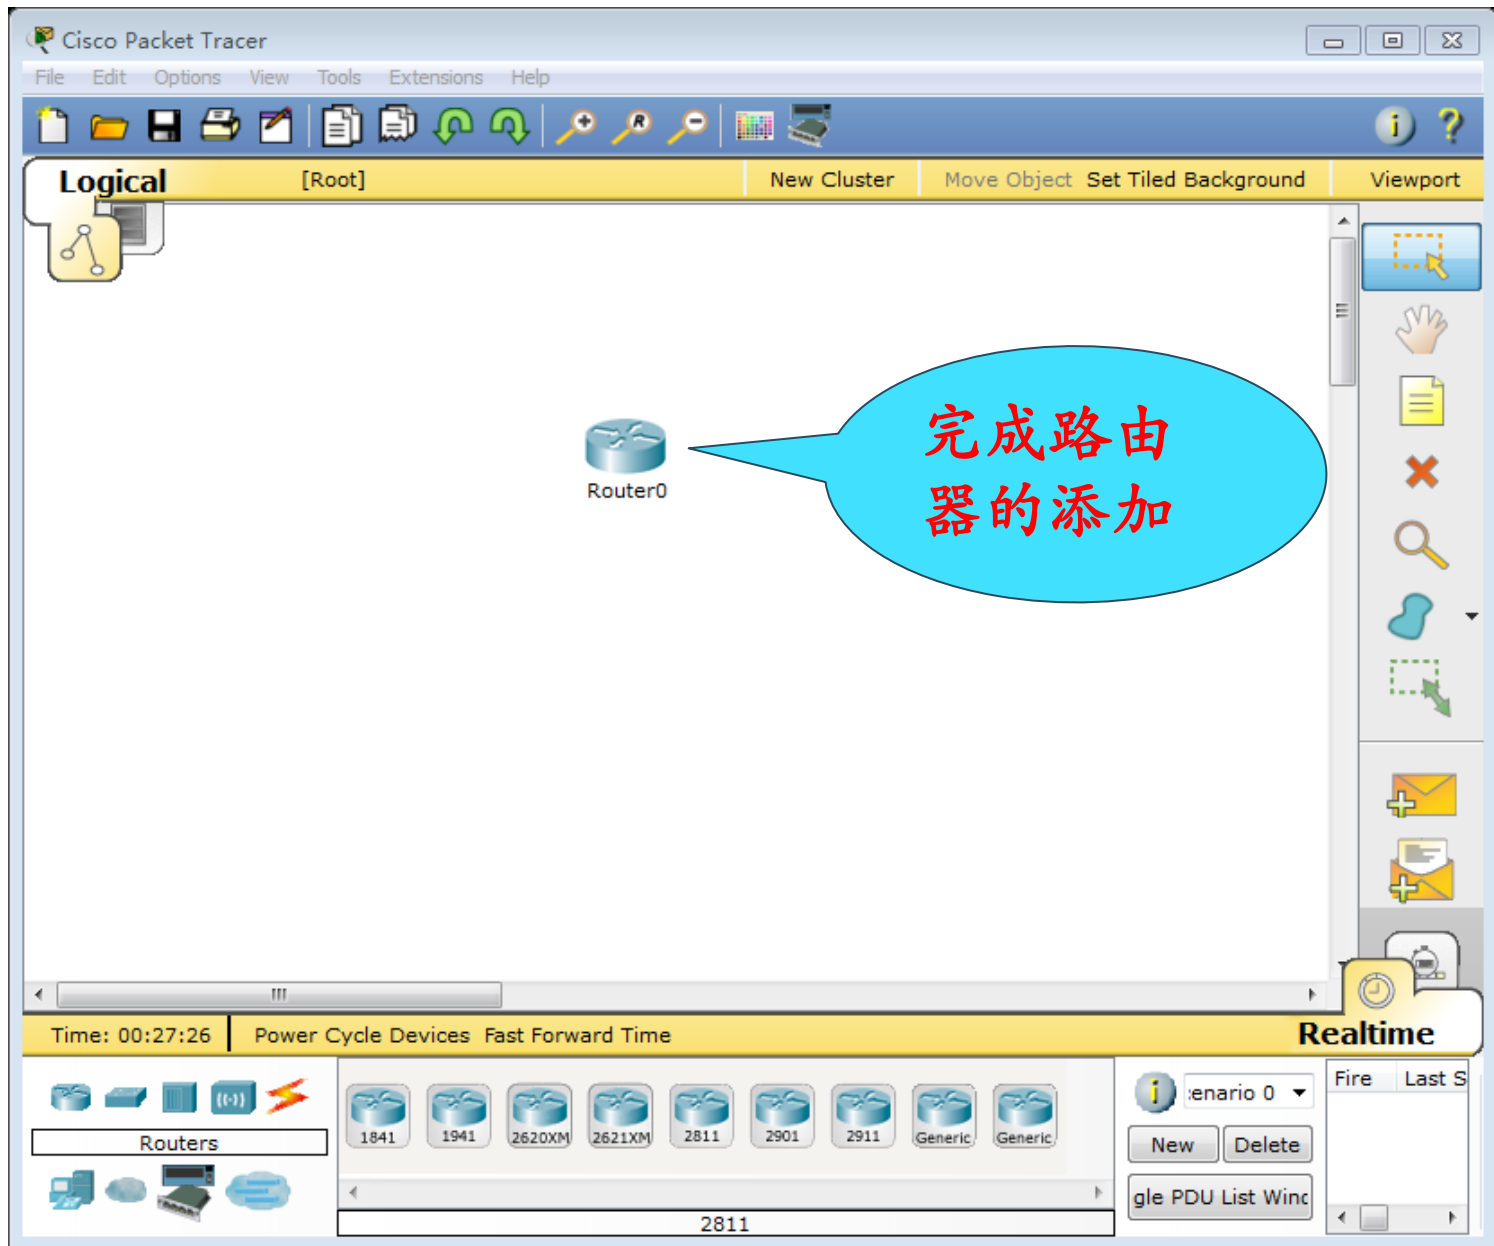 Cisco Packet Tracer
File Edit Options View Tools Extensions Help
Logical [Root] New Cluster Move Object Set Tiled Background Viewport
完成路由
器的添加
Router0
Time: 00:27:26 Power Cycle Devices Fast Forward Time Realtime
Routers
1841 1941 2620XM 2621XM 2811 2901 2911 Generic Generic
2811
enario 0
New Delete
gle PDU List Winc
Fire Last S